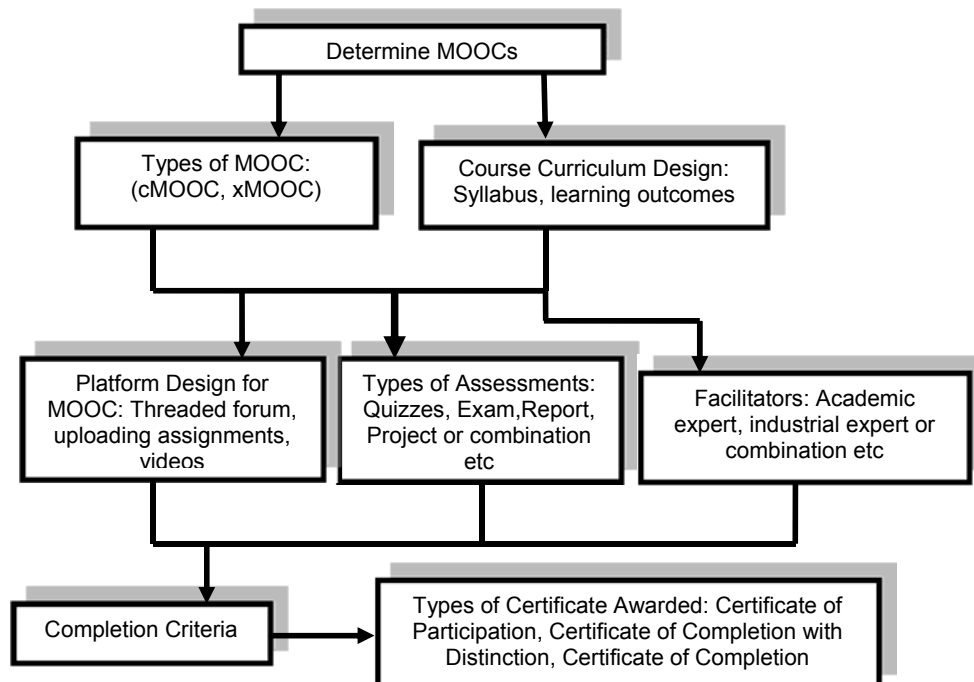 Determine MOOCs
Types of MOOC:
(cMOOC, xMOOC)
Course Curriculum Design:
Syllabus, learning outcomes
Platform Design for
MOOC: Threaded forum,
uploading assignments,
videos
Types of Assessments:
Quizzes, Exam,Report,
Project or combination
etc
Facilitators: Academic
expert, industrial expert or
combination etc
Completion Criteria
Types of Certificate Awarded: Certificate of
Participation, Certificate of Completion with
Distinction, Certificate of Completion